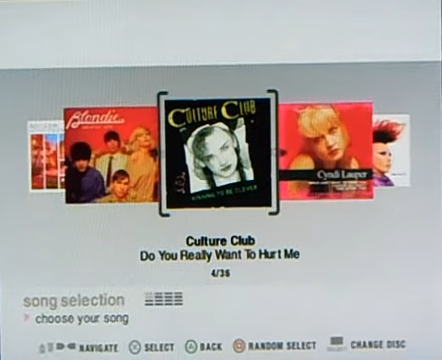 Blondie
CULTURE CLUB
KISSING TO BE CLEVER
Cyndi Lauper
Culture Club
Do You Really Want To Hurt Me
4/36
song selection
choose your song
NAVIGATE
SELECT
BACK
RANDOM SELECT
CHANGE DISC